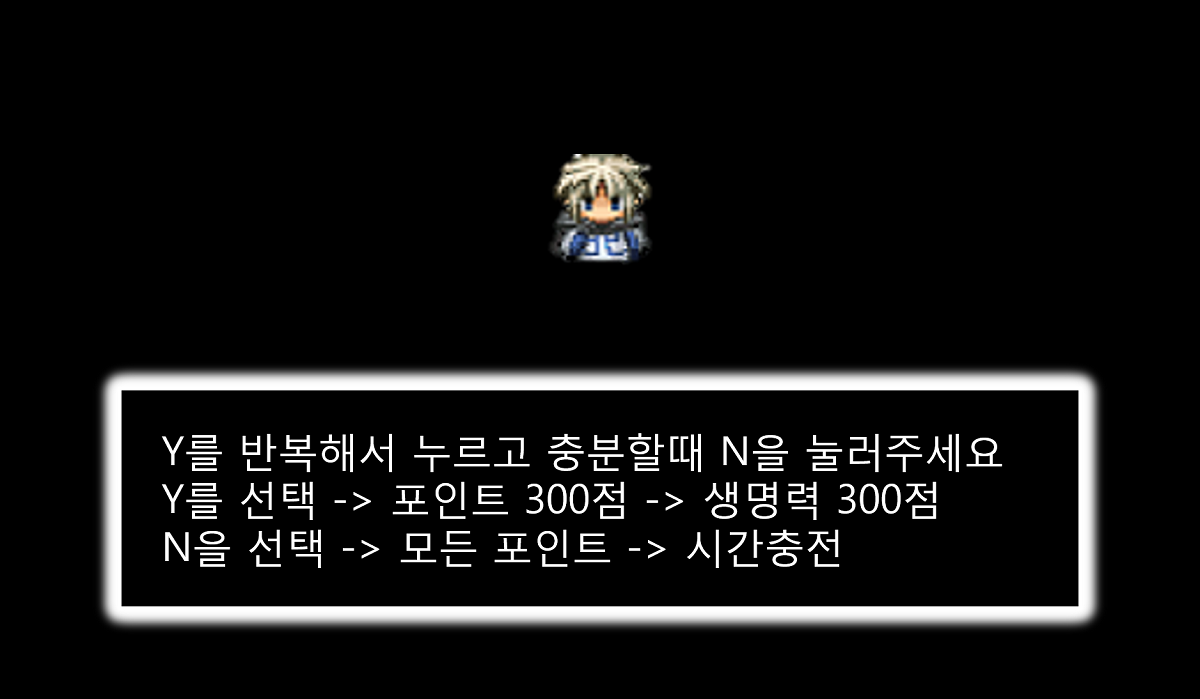 Y를 반복해서 누르고 충분할때 N을 눌러주세요
Y를 선택 -> 포인트 300점 -> 생명력 300점
N을 선택 -> 모든 포인트 -> 시간충전